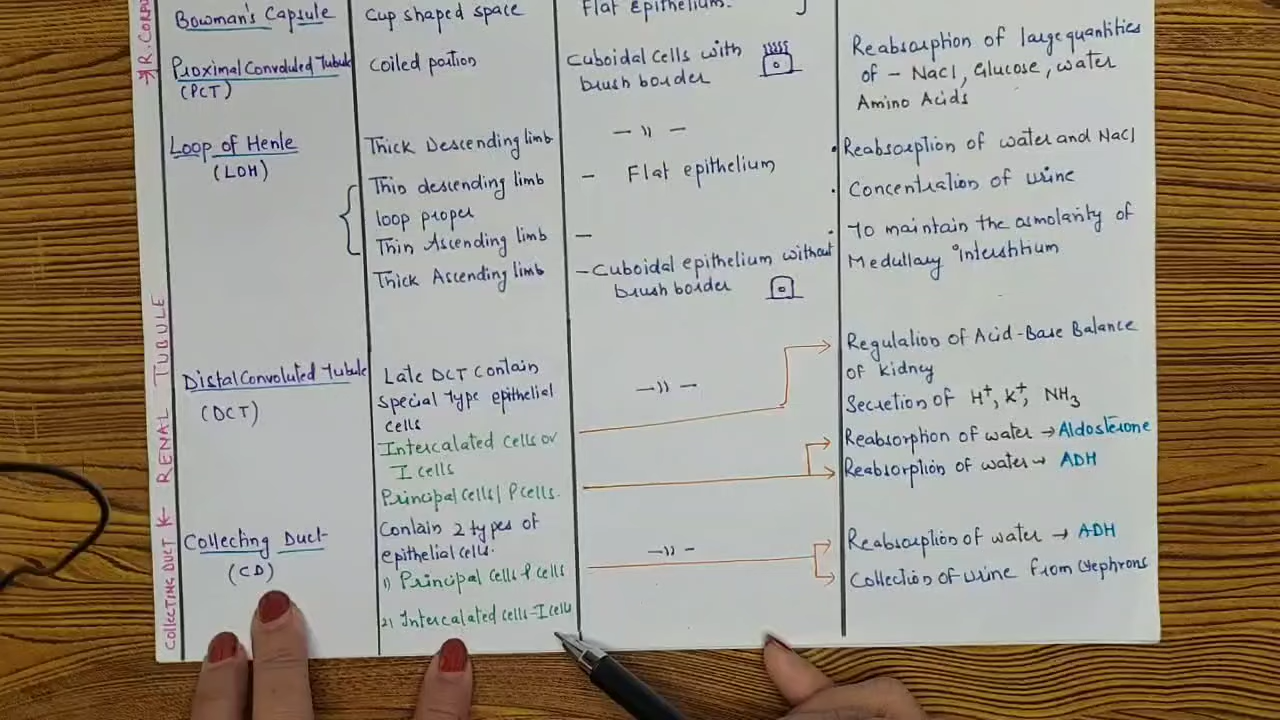 R. CORPU
RENAL TUBULE
COLLECTING DUCT
Bowman's Capsule
Cup shaped space
Flat Epithelium.
Proximal Convoluted Tubule
(PCT)
Coiled portion
Cuboidal Cells with
brush border
Reabsorption of large quantities
of - NaCl, Glucose, water
Amino Acids
Loop of Henle
(LOH)
Thick Descending limb
Thin descending limb
loop proper
Thin Ascending limb
Thick Ascending limb
— 〃 —
- Flat epithelium
-
- Cuboidal epithelium without
brush border
• Reabsorption of water and NaCl
• Concentration of urine
• To maintain the osmolarity of
Medullary Interstitium
Distal Convoluted Tubule
(DCT)
Late DCT contain
special type epithelial
cells
Intercalated cells or
I cells
Principal cells/ P cells.
— 〃 —
Regulation of Acid-Base Balance
of kidney
Secretion of H⁺, K⁺, NH₃
Reabsorption of water → Aldosterone
Reabsorption of water → ADH
Collecting Duct
(CD)
Contain 2 types of
epithelial cells.
1) Principal cells P cells
2) Intercalated cells - I cells
— 〃 —
Reabsorption of water → ADH
Collection of urine from Nephrons